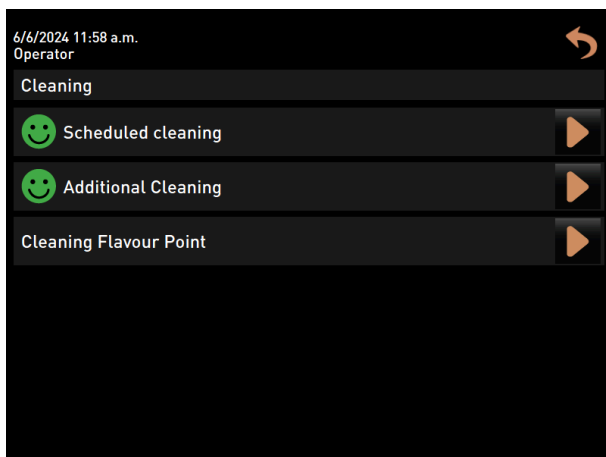 6/6/2024 11:58 a.m.
Operator
Cleaning
Scheduled cleaning
Additional Cleaning
Cleaning Flavour Point